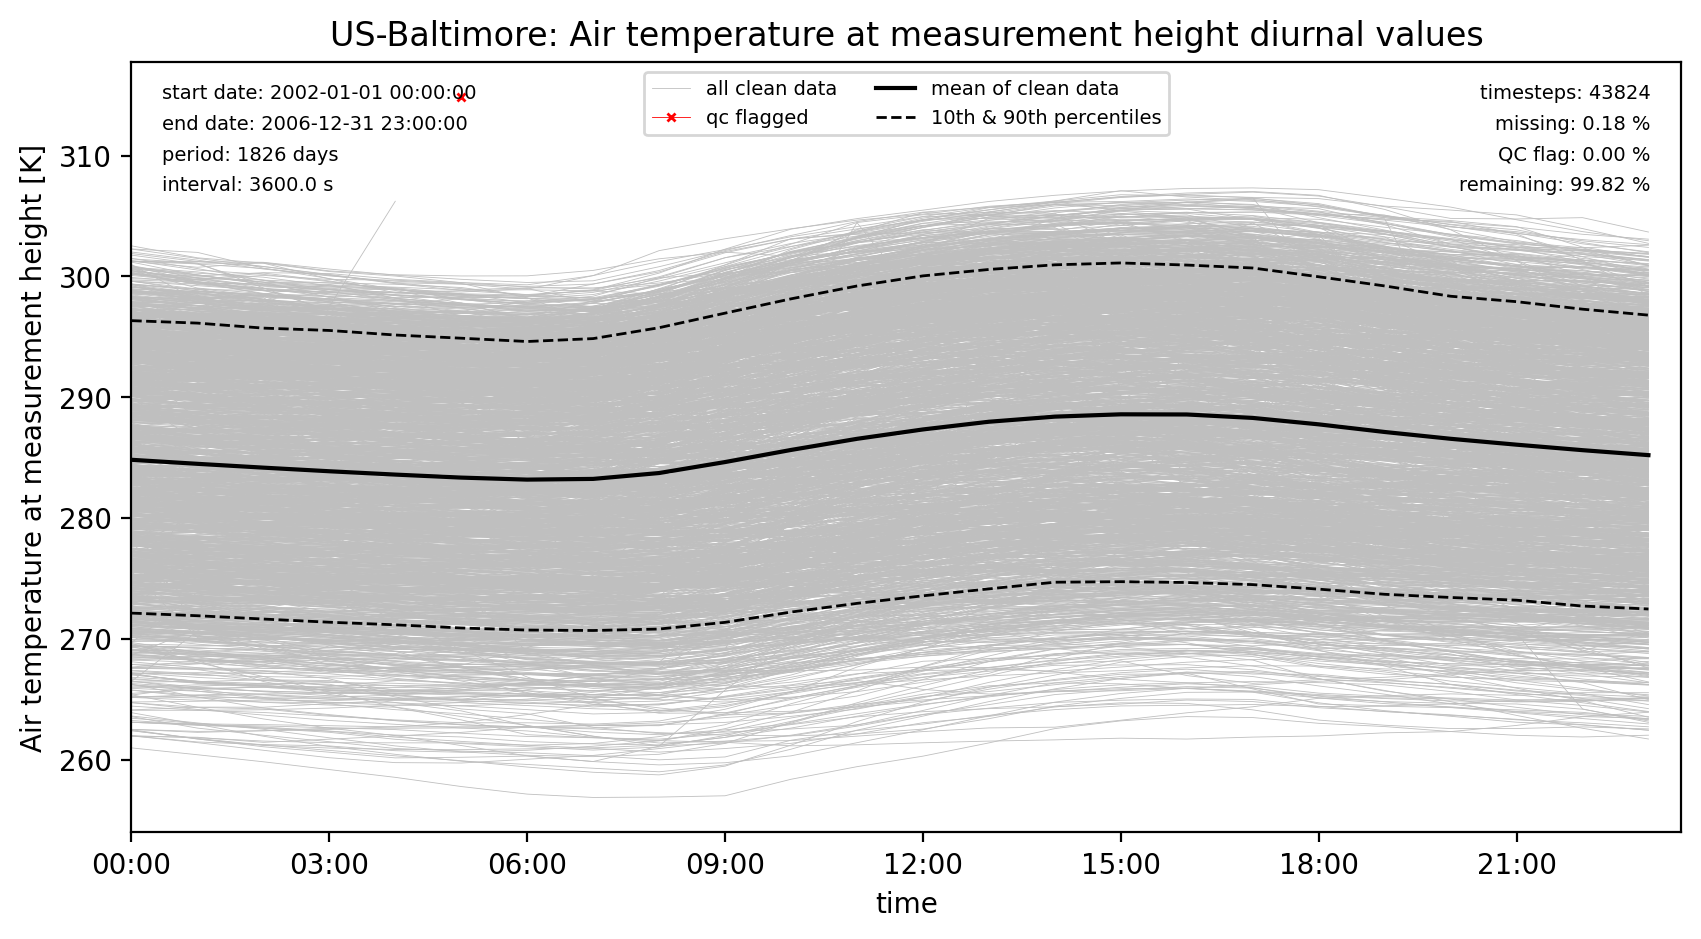 US-Baltimore: Air temperature at measurement height diurnal values
start date: 2002-01-01 00:00:00
end date: 2006-12-31 23:00:00
period: 1826 days
interval: 3600.0 s
all clean data
qc flagged
mean of clean data
10th & 90th percentiles
timesteps: 43824
missing: 0.18 %
QC flag: 0.00 %
remaining: 99.82 %
Air temperature at measurement height [K]
310
300
290
280
270
260
00:00 03:00 06:00 09:00 12:00 15:00 18:00 21:00
time